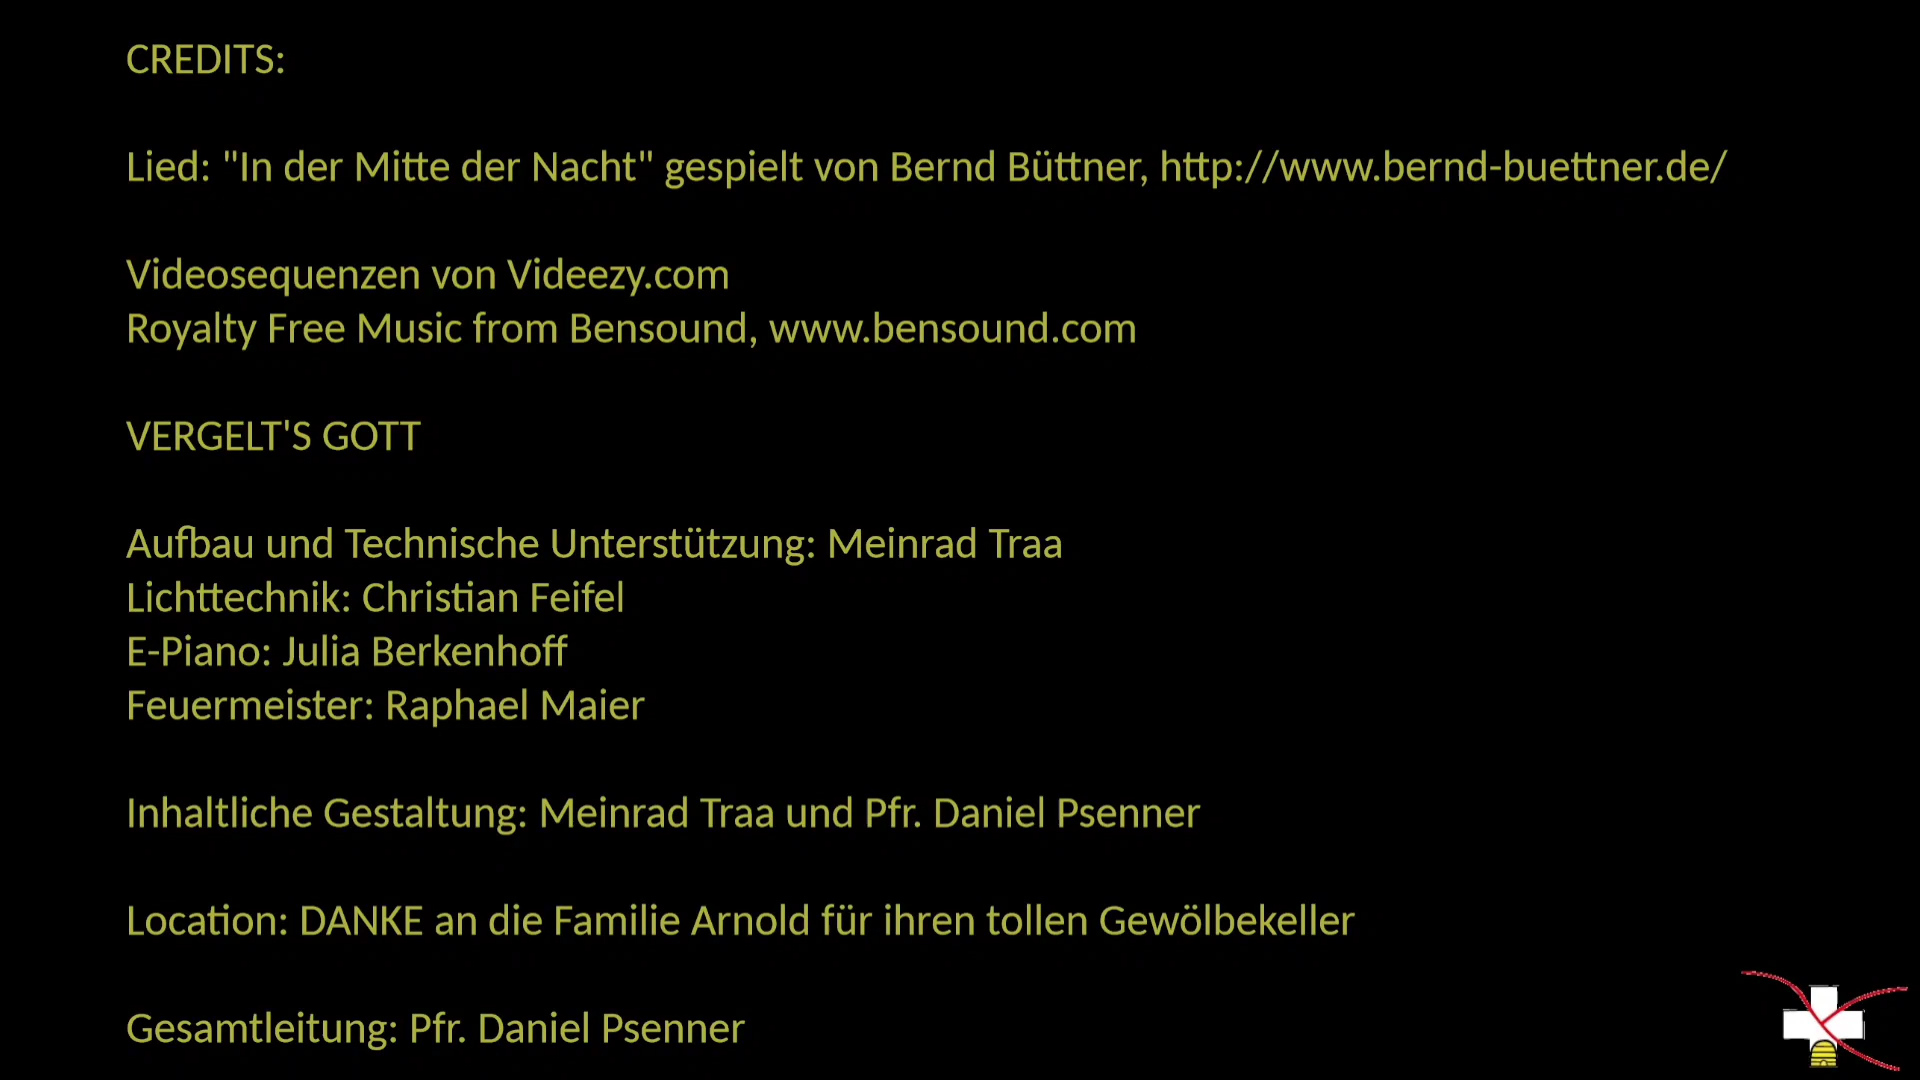 CREDITS:
Lied: "In der Mitte der Nacht" gespielt von Bernd Büttner, http://www.bernd-buettner.de/
Videosequenzen von Videezy.com
Royalty Free Music from Bensound, www.bensound.com
VERGELT'S GOTT
Aufbau und Technische Unterstützung: Meinrad Traa
Lichttechnik: Christian Feifel
E-Piano: Julia Berkenhoff
Feuermeister: Raphael Maier
Inhaltliche Gestaltung: Meinrad Traa und Pfr. Daniel Psenner
Location: DANKE an die Familie Arnold für ihren tollen Gewölbekeller
Gesamtleitung: Pfr. Daniel Psenner